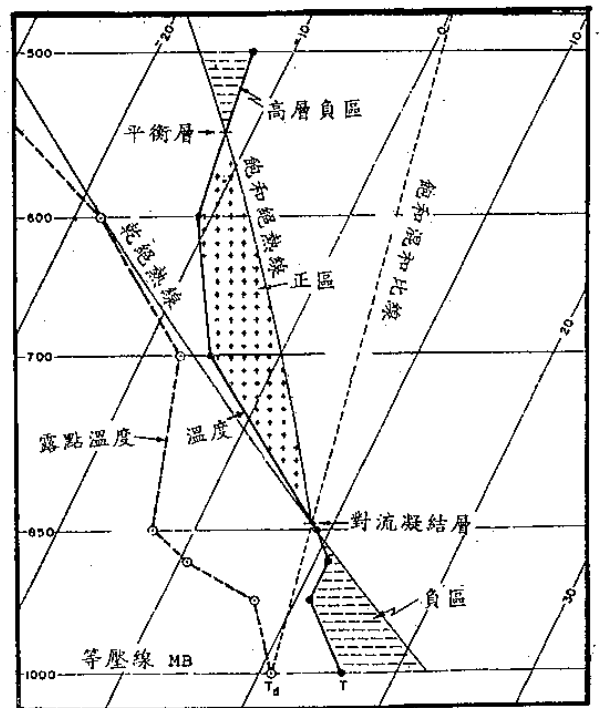 -20
-10
0
10
500
高層負區
平衡層
飽和絕熱線
飽和混和比線
600
乾絕熱線
正區
20
700
露點溫度
溫度
850
對流凝結層
負區
30
等壓線 MB
1000
Td
T